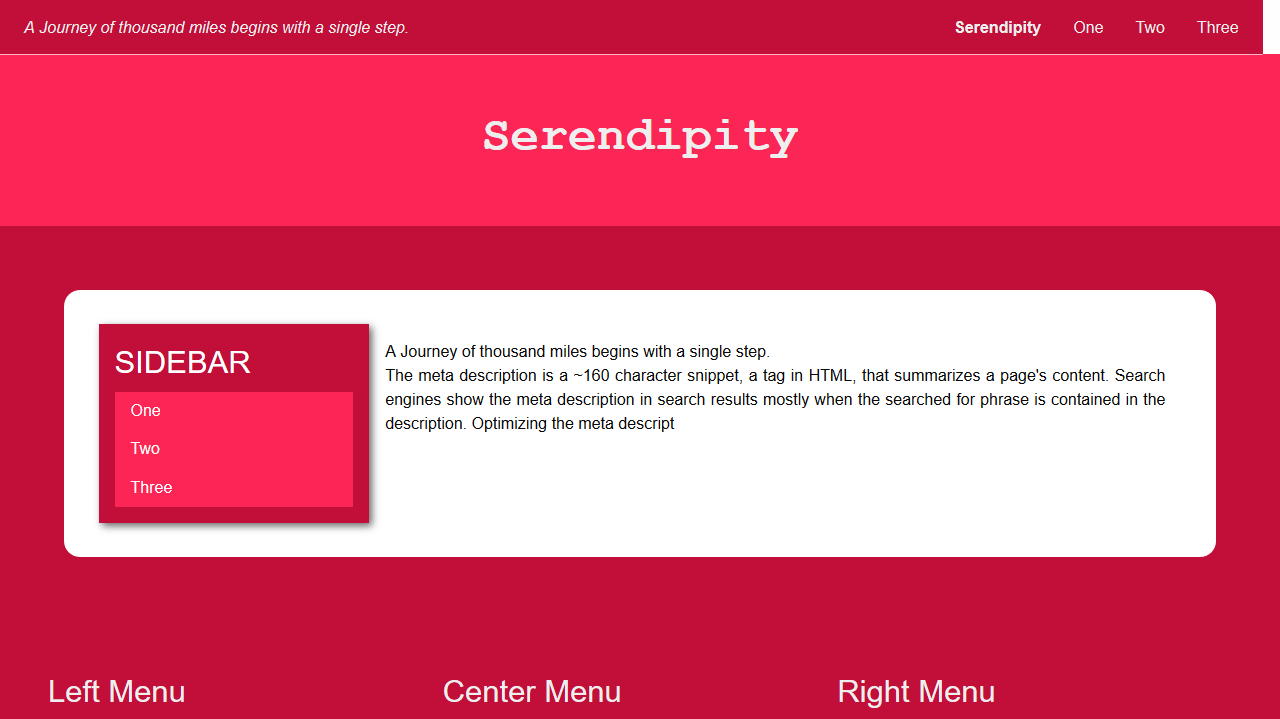 A Journey of thousand miles begins with a single step.
Serendipity One Two Three
Serendipity
SIDEBAR
One
Two
Three
A Journey of thousand miles begins with a single step.
The meta description is a ~160 character snippet, a tag in HTML, that summarizes a page's content. Search
engines show the meta description in search results mostly when the searched for phrase is contained in the
description. Optimizing the meta descript
Left Menu
Center Menu
Right Menu